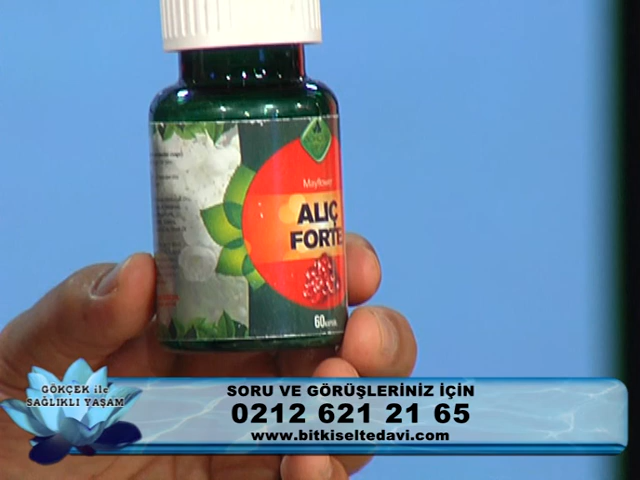 Mayflower
ALIÇ
FORTE
60
GÖKÇEK ile
SAĞLIKLI YAŞAM
SORU VE GÖRÜŞLERİNİZ İÇİN
0212 621 21 65
www.bitkiseltedavi.com